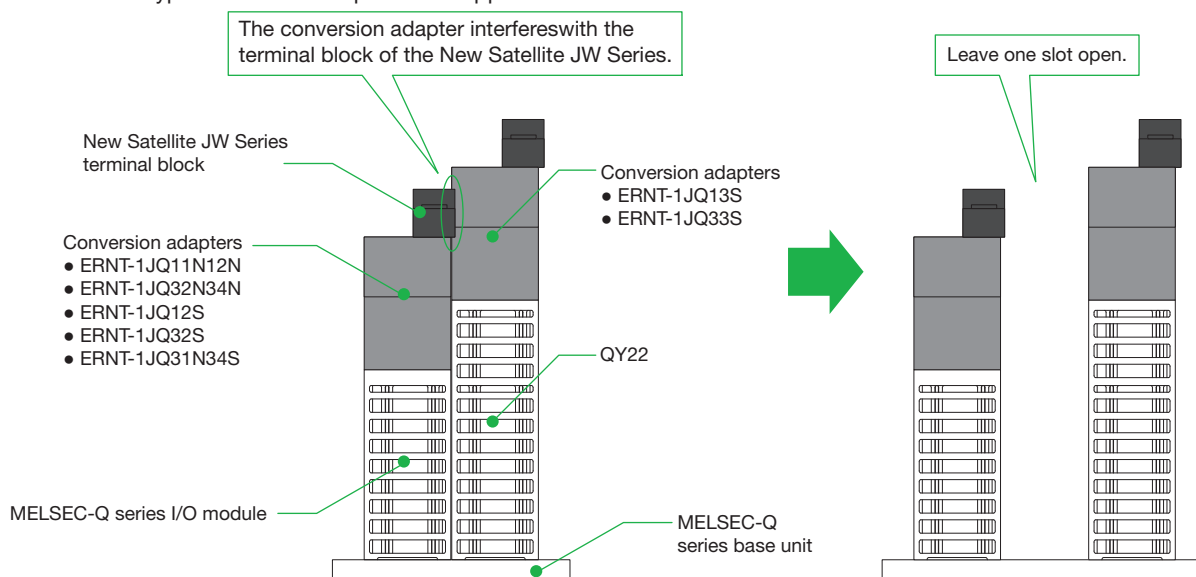 The conversion adapter interfereswith the
terminal block of the New Satellite JW Series.
Leave one slot open.
New Satellite JW Series
terminal block
Conversion adapters
● ERNT-1JQ13S
● ERNT-1JQ33S
Conversion adapters
● ERNT-1JQ11N12N
● ERNT-1JQ32N34N
● ERNT-1JQ12S
● ERNT-1JQ32S
● ERNT-1JQ31N34S
QY22
MELSEC-Q series I/O module
MELSEC-Q
series base unit